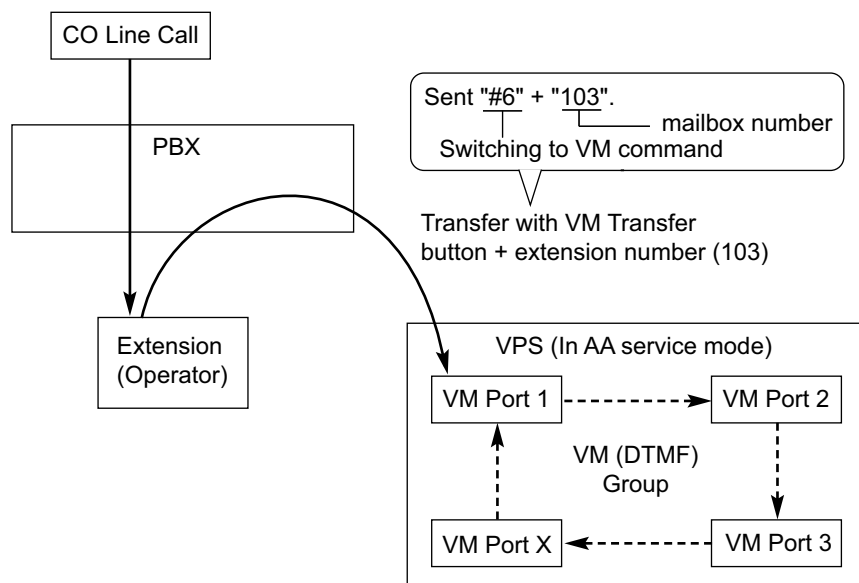 CO Line Call
PBX
Sent "#6" + "103".
mailbox number
Switching to VM command
Transfer with VM Transfer
button + extension number (103)
Extension
(Operator)
VPS (In AA service mode)
VM Port 1
VM Port 2
VM (DTMF)
Group
VM Port X
VM Port 3